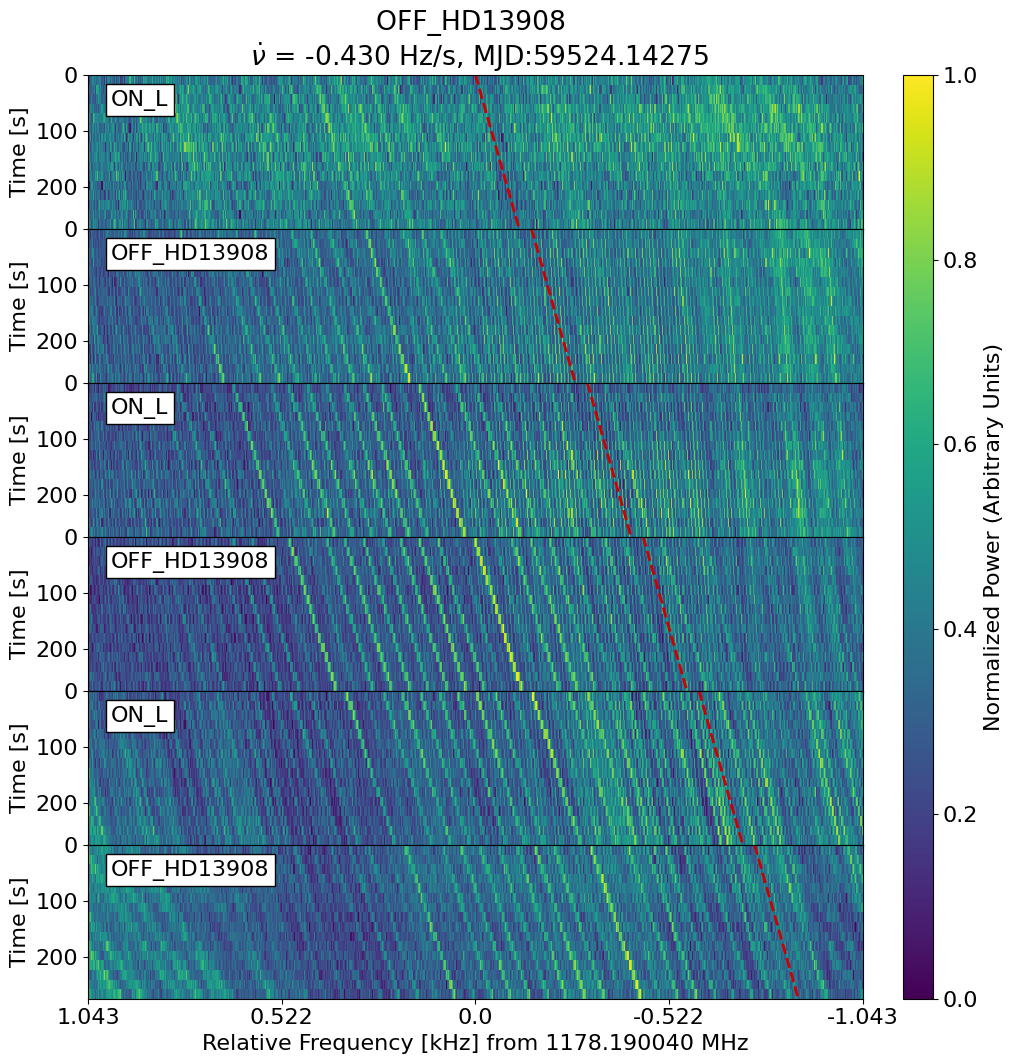 OFF_HD13908
ν̇ = -0.430 Hz/s, MJD:59524.14275
0
ON_L
100
200
Time [s]
0
OFF_HD13908
100
200
Time [s]
0
ON_L
100
200
Time [s]
0
OFF_HD13908
100
200
Time [s]
0
ON_L
100
200
Time [s]
0
OFF_HD13908
100
200
Time [s]
1.043 0.522 0.0 -0.522 -1.043
Relative Frequency [kHz] from 1178.190040 MHz
1.0
0.8
0.6
0.4
0.2
0.0
Normalized Power (Arbitrary Units)